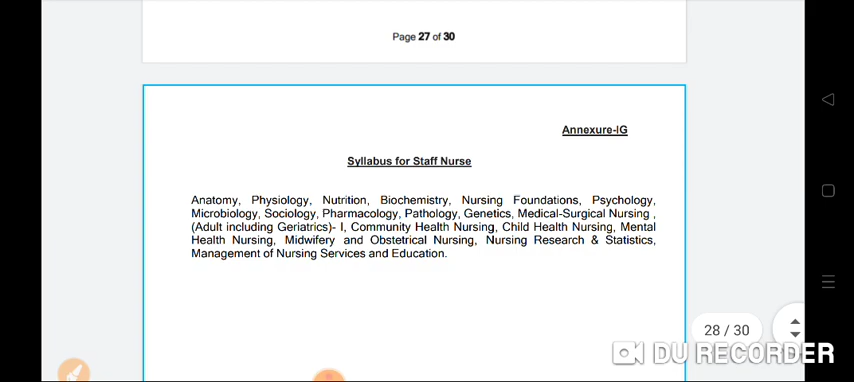 Page 27 of 30
Annexure-IG
Syllabus for Staff Nurse
Anatomy, Physiology, Nutrition, Biochemistry, Nursing Foundations, Psychology,
Microbiology, Sociology, Pharmacology, Pathology, Genetics, Medical-Surgical Nursing ,
(Adult including Geriatrics)- I, Community Health Nursing, Child Health Nursing, Mental
Health Nursing, Midwifery and Obstetrical Nursing, Nursing Research & Statistics,
Management of Nursing Services and Education.
28 / 30
DU RECORDER